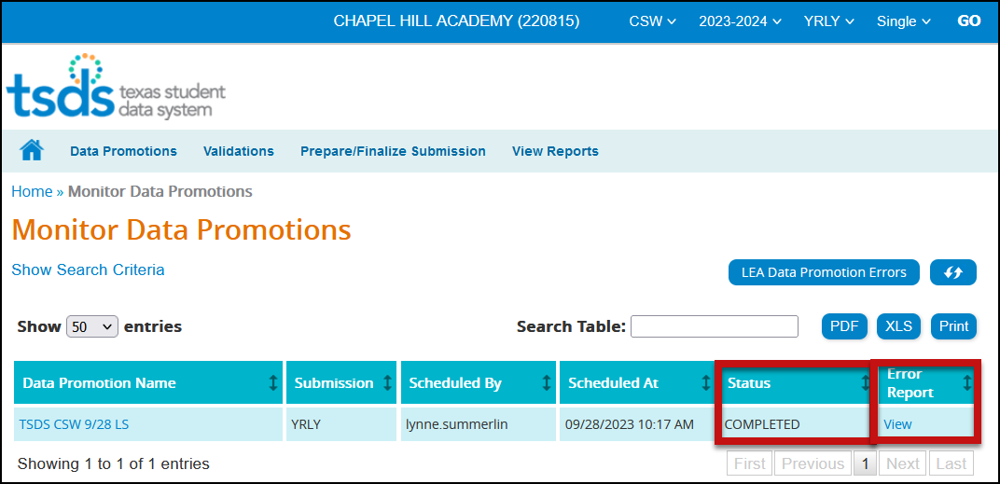 CHAPEL HILL ACADEMY (220815) CSW 2023-2024 YRLY Single GO
tsds texas student
data system
Data Promotions Validations Prepare/Finalize Submission View Reports
Home » Monitor Data Promotions
Monitor Data Promotions
Show Search Criteria
LEA Data Promotion Errors
Show 50 entries Search Table: PDF XLS Print
Data Promotion Name Submission Scheduled By Scheduled At Status Error Report
TSDS CSW 9/28 LS YRLY lynne.summerlin 09/28/2023 10:17 AM COMPLETED View
Showing 1 to 1 of 1 entries First Previous 1 Next Last